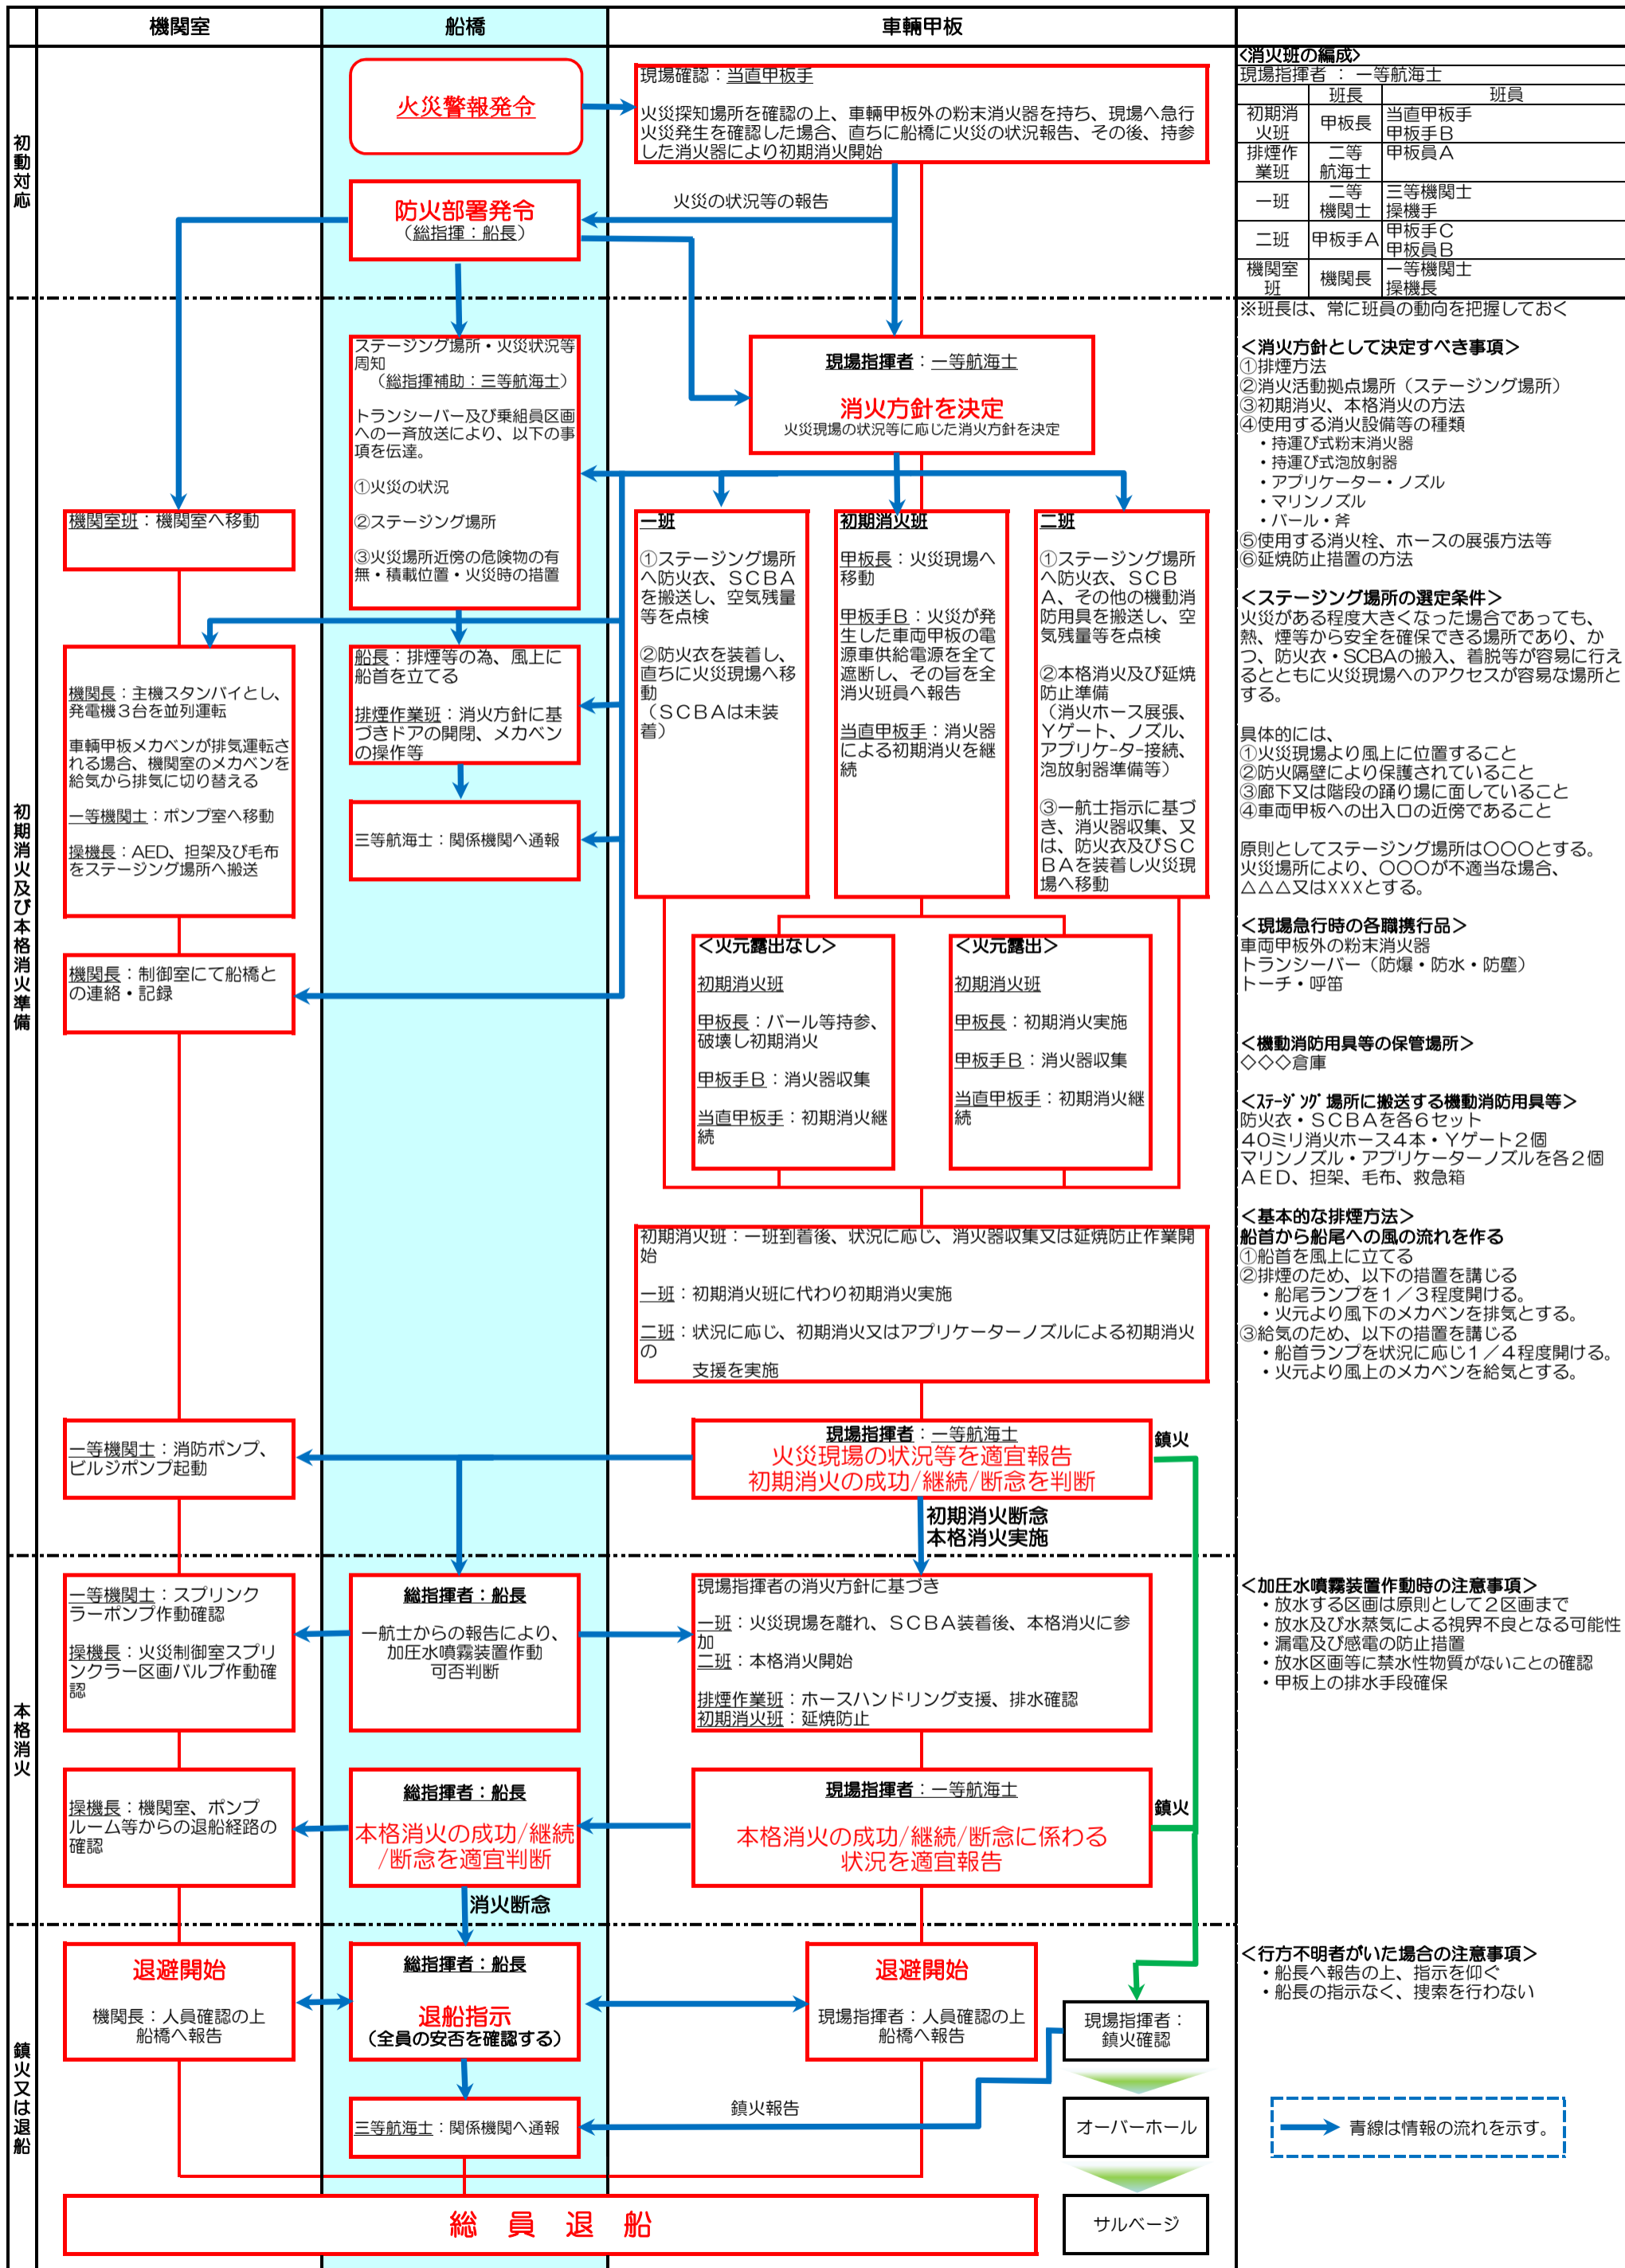 機関室
船橋
車輛甲板
初動対応
火災警報発令
現場確認：当直甲板手
火災探知場所を確認の上、車輛甲板外の粉末消火器を持ち、現場へ急行
火災発生を確認した場合、直ちに船橋に火災の状況報告、その後、持参
した消火器により初期消火開始
防火部署発令
（総指揮：船長）
火災の状況等の報告
<消火班の編成>
現場指揮者 ： 一等航海士
班長
班員
初期消
火班
甲板長
当直甲板手
甲板手Ｂ
排煙作
業班
二等
航海士
甲板員Ａ
一班
二等
機関士
三等機関士
操機手
二班
甲板手Ａ
甲板手Ｃ
甲板員Ｂ
機関室
班
機関長
一等機関士
操機長
※班長は、常に班員の動向を把握しておく
初期消火及び本格消火準備
ステージング場所・火災状況等
周知
（総指揮補助：三等航海士）
トランシーバー及び乗組員区画
への一斉放送により、以下の事
項を伝達。
①火災の状況
②ステージング場所
③火災場所近傍の危険物の有
無・積載位置・火災時の措置
現場指揮者：一等航海士
消火方針を決定
火災現場の状況等に応じた消火方針を決定
機関室班：機関室へ移動
一班
①ステージング場所
へ防火衣、ＳＣＢＡ
を搬送し、空気残量
等を点検
②防火衣を装着し、
直ちに火災現場へ移
動
（ＳＣＢＡは未装
着）
初期消火班
甲板長：火災現場へ
移動
甲板手Ｂ：火災が発
生した車両甲板の電
源車供給電源を全て
遮断し、その旨を全
消火班員へ報告
当直甲板手：消火器
による初期消火を継
続
二班
①ステージング場所
へ防火衣、ＳＣＢ
Ａ、その他の機動消
防用具を搬送し、空
気残量等を点検
②本格消火及び延焼
防止準備
（消火ホース展張、
Ｙゲート、ノズル、
アプリケ-タ-接続、
泡放射器準備等）
③一航士指示に基づ
き、消火器収集、又
は、防火衣及びＳＣ
ＢＡを装着し火災現
場へ移動
機関長：主機スタンバイとし、
発電機３台を並列運転
車輛甲板メカベンが排気運転さ
れる場合、機関室のメカベンを
給気から排気に切り替える
一等機関士：ポンプ室へ移動
操機長：AED、担架及び毛布
をステージング場所へ搬送
船長：排煙等の為、風上に
船首を立てる
排煙作業班：消火方針に基
づきドアの開閉、メカベン
の操作等
三等航海士：関係機関へ通報
機関長：制御室にて船橋と
の連絡・記録
＜火元露出なし＞
初期消火班
甲板長：バール等持参、
破壊し初期消火
甲板手Ｂ：消火器収集
当直甲板手：初期消火継
続
＜火元露出＞
初期消火班
甲板長：初期消火実施
甲板手Ｂ：消火器収集
当直甲板手：初期消火継
続
初期消火班：一班到着後、状況に応じ、消火器収集又は延焼防止作業開
始
一班：初期消火班に代わり初期消火実施
二班：状況に応じ、初期消火又はアプリケーターノズルによる初期消火
の
支援を実施
一等機関士：消防ポンプ、
ビルジポンプ起動
現場指揮者：一等航海士
火災現場の状況等を適宜報告
初期消火の成功/継続/断念を判断
鎮火
初期消火断念
本格消火実施
＜消火方針として決定すべき事項＞
①排煙方法
②消火活動拠点場所（ステージング場所）
③初期消火、本格消火の方法
④使用する消火設備等の種類
・持運び式粉末消火器
・持運び式泡放射器
・アプリケーター・ノズル
・マリンノズル
・バール・斧
⑤使用する消火栓、ホースの展張方法等
⑥延焼防止措置の方法
＜ステージング場所の選定条件＞
火災がある程度大きくなった場合であっても、
熱、煙等から安全を確保できる場所であり、か
つ、防火衣・SCBAの搬入、着脱等が容易に行え
るとともに火災現場へのアクセスが容易な場所と
する。
具体的には、
①火災現場より風上に位置すること
②防火隔壁により保護されていること
③廊下又は階段の踊り場に面していること
④車両甲板への出入口の近傍であること
原則としてステージング場所は〇〇〇とする。
火災場所により、〇〇〇が不適当な場合、
△△△又はXXXとする。
＜現場急行時の各職携行品＞
車両甲板外の粉末消火器
トランシーバー（防爆・防水・防塵）
トーチ・呼笛
＜機動消防用具等の保管場所＞
◇◇◇倉庫
＜ｽﾃｰｼﾞﾝｸﾞ場所に搬送する機動消防用具等＞
防火衣・ＳＣＢＡを各６セット
４０ミリ消火ホース４本・Ｙゲート２個
マリンノズル・アプリケーターノズルを各２個
ＡＥＤ、担架、毛布、救急箱
＜基本的な排煙方法＞
船首から船尾への風の流れを作る
①船首を風上に立てる
②排煙のため、以下の措置を講じる
・船尾ランプを１／３程度開ける。
・火元より風下のメカベンを排気とする。
③給気のため、以下の措置を講じる
・船首ランプを状況に応じ１／４程度開ける。
・火元より風上のメカベンを給気とする。
本格消火
一等機関士：スプリンク
ラーポンプ作動確認
操機長：火災制御室スプリ
ンクラー区画バルブ作動確
認
総指揮者：船長
一航士からの報告により、
加圧水噴霧装置作動
可否判断
現場指揮者の消火方針に基づき
一班：火災現場を離れ、ＳＣＢＡ装着後、本格消火に参
加
二班：本格消火開始
排煙作業班：ホースハンドリング支援、排水確認
初期消火班：延焼防止
＜加圧水噴霧装置作動時の注意事項＞
・放水する区画は原則として２区画まで
・放水及び水蒸気による視界不良となる可能性
・漏電及び感電の防止措置
・放水区画等に禁水性物質がないことの確認
・甲板上の排水手段確保
操機長：機関室、ポンプ
ルーム等からの退船経路の
確認
総指揮者：船長
本格消火の成功/継続
/断念を適宜判断
現場指揮者：一等航海士
本格消火の成功/継続/断念に係わる
状況を適宜報告
鎮火
消火断念
鎮火又は退船
退避開始
機関長：人員確認の上
船橋へ報告
総指揮者：船長
退船指示
（全員の安否を確認する）
退避開始
現場指揮者：人員確認の上
船橋へ報告
現場指揮者：
鎮火確認
＜行方不明者がいた場合の注意事項＞
・船長へ報告の上、指示を仰ぐ
・船長の指示なく、捜索を行わない
三等航海士：関係機関へ通報
鎮火報告
オーバーホール
青線は情報の流れを示す。
総 員 退 船
サルベージ